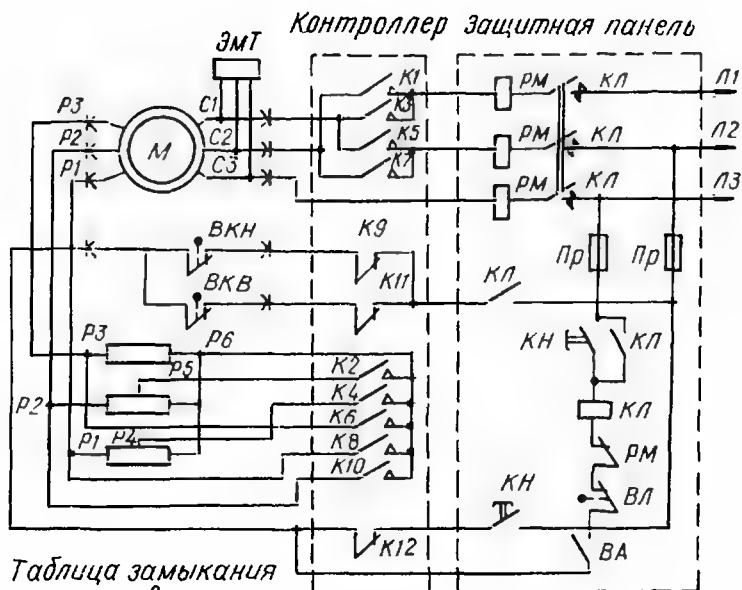 Контроллер Защитная панель
ЭмТ
К1 РМ КЛ Л1
Р3 С1 К3
Р2 М С2 К5 РМ КЛ Л2
Р1 С3 К7 РМ КЛ Л3
ВКН К9 Пр Пр
ВКВ К11 КЛ
Р3 Р6 КН КЛ
Р5 К2
Р2 К4 КЛ
К6
Р1 Р4 К8 РМ
К10 КН ВЛ
К12 ВА
Таблица замыкания